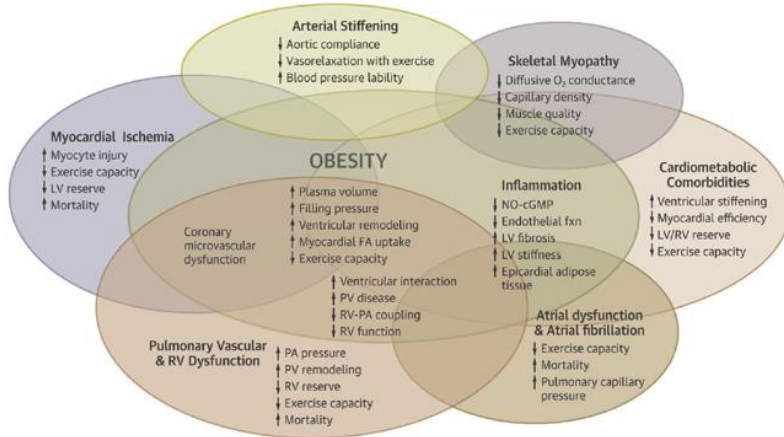 Arterial Stiffening
↓ Aortic compliance
↓ Vasorelaxation with exercise
↑ Blood pressure lability
Skeletal Myopathy
↓ Diffusive O₂ conductance
↓ Capillary density
↓ Muscle quality
↓ Exercise capacity
Myocardial Ischemia
↑ Myocyte injury
↓ Exercise capacity
↓ LV reserve
↑ Mortality
OBESITY
↑ Plasma volume
↑ Filling pressure
↑ Ventricular remodeling
↑ Myocardial FA uptake
↓ Exercise capacity
Coronary
microvascular
dysfunction
Inflammation
↓ NO-cGMP
↓ Endothelial fxn
↑ LV fibrosis
↑ LV stiffness
↑ Epicardial adipose
tissue
Cardiometabolic
Comorbidities
↑ Ventricular stiffening
↓ Myocardial efficiency
↓ LV/RV reserve
↓ Exercise capacity
↑ Ventricular interaction
↑ PV disease
↓ RV-PA coupling
↓ RV function
Pulmonary Vascular
& RV Dysfunction
↑ PA pressure
↑ PV remodeling
↓ RV reserve
↓ Exercise capacity
↑ Mortality
Atrial dysfunction
& Atrial fibrillation
↓ Exercise capacity
↑ Mortality
↑ Pulmonary capillary
pressure